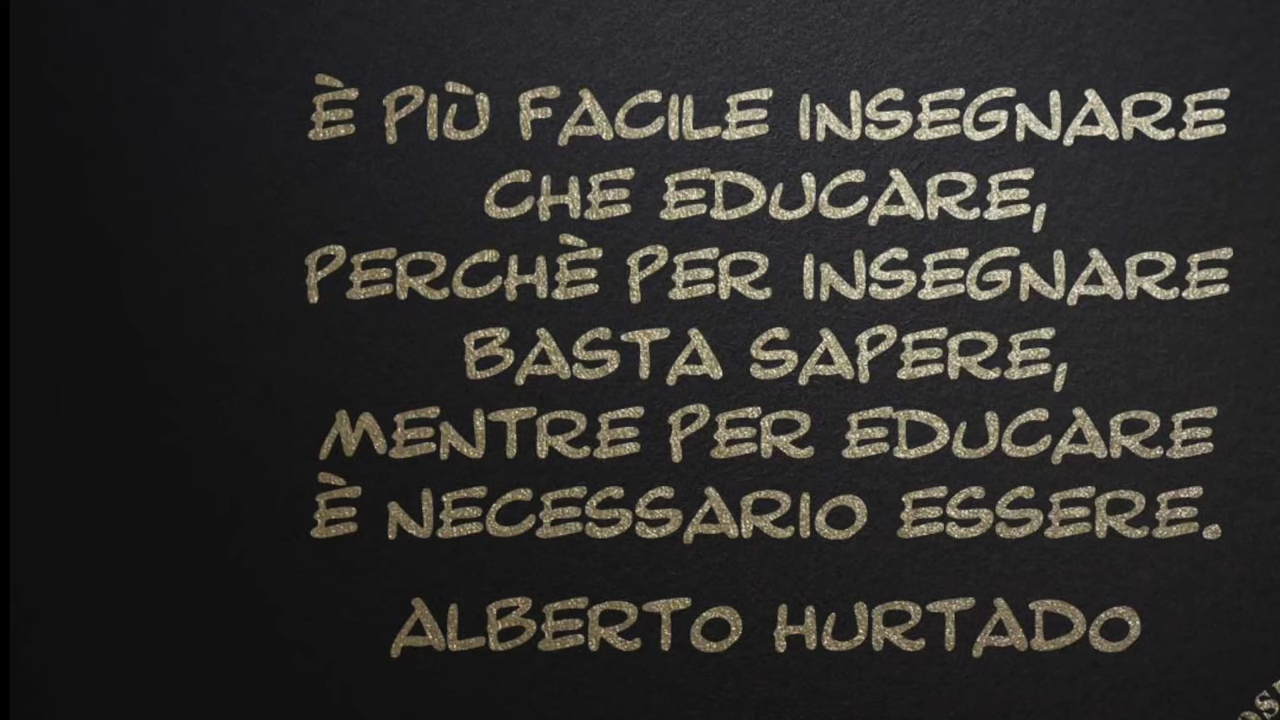 È PIÙ FACILE INSEGNARE
CHE EDUCARE,
PERCHÈ PER INSEGNARE
BASTA SAPERE,
MENTRE PER EDUCARE
È NECESSARIO ESSERE.
ALBERTO HURTADO